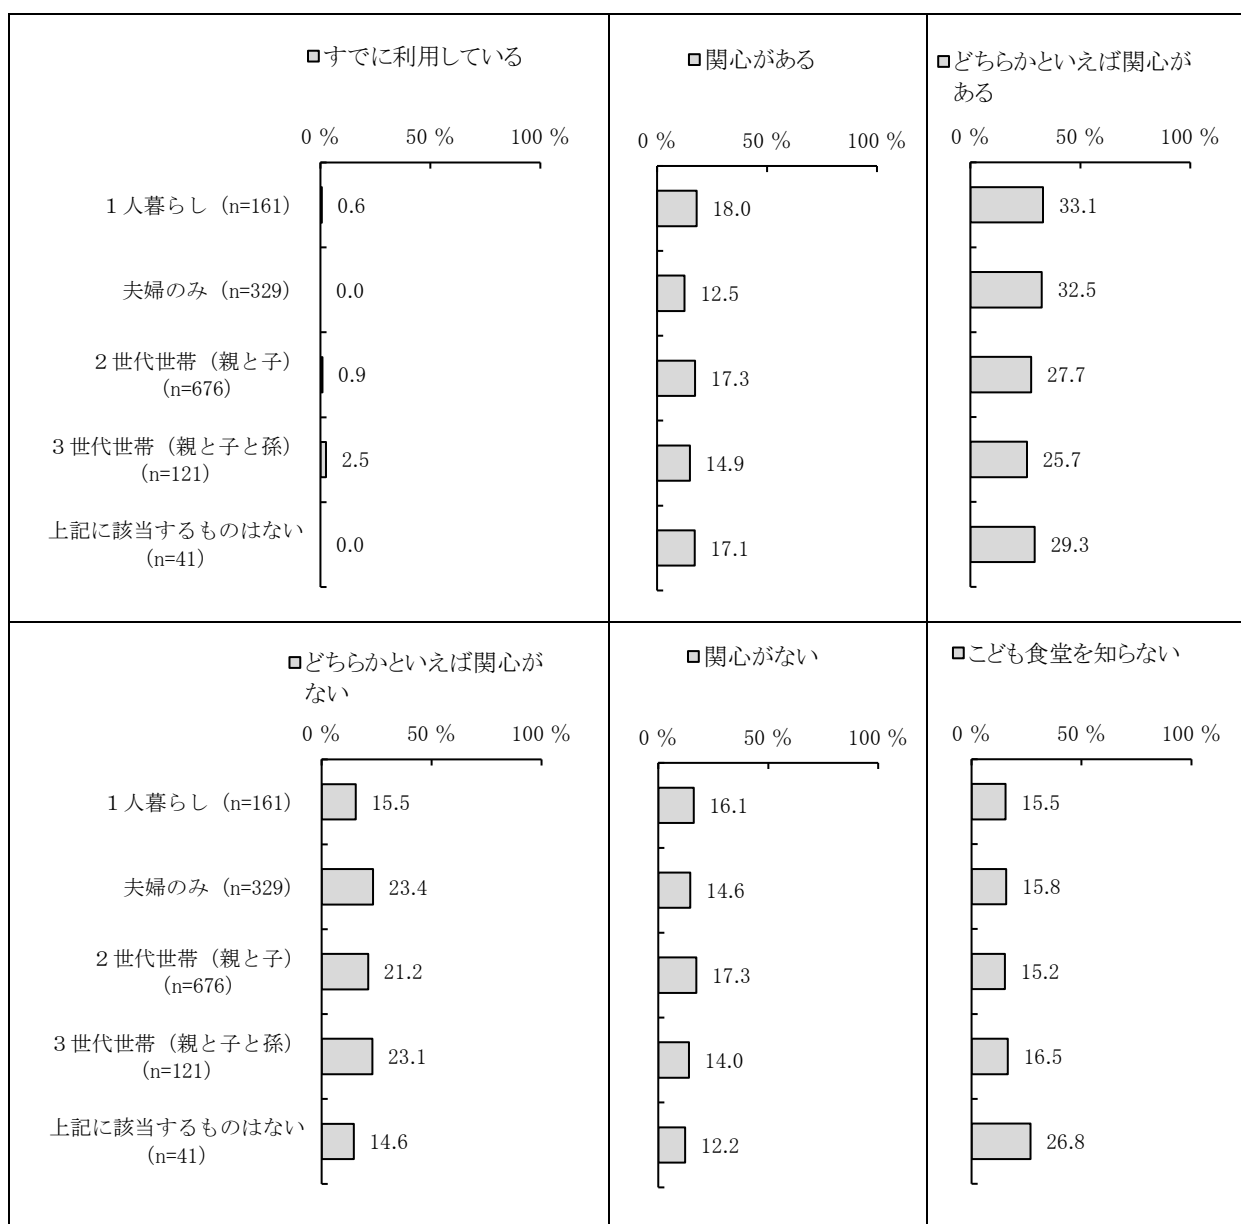 すでに利用している
0 % 50 % 100 %
１人暮らし（n=161） 0.6
夫婦のみ（n=329） 0.0
２世代世帯（親と子） 0.9
（n=676）
３世代世帯（親と子と孫） 2.5
（n=121）
上記に該当するものはない 0.0
（n=41）
関心がある
0 % 50 % 100 %
18.0
12.5
17.3
14.9
17.1
どちらかといえば関心が
ある
0 % 50 % 100 %
33.1
32.5
27.7
25.7
29.3
どちらかといえば関心が
ない
0 % 50 % 100 %
１人暮らし（n=161） 15.5
夫婦のみ（n=329） 23.4
２世代世帯（親と子） 21.2
（n=676）
３世代世帯（親と子と孫） 23.1
（n=121）
上記に該当するものはない 14.6
（n=41）
関心がない
0 % 50 % 100 %
16.1
14.6
17.3
14.0
12.2
こども食堂を知らない
0 % 50 % 100 %
15.5
15.8
15.2
16.5
26.8